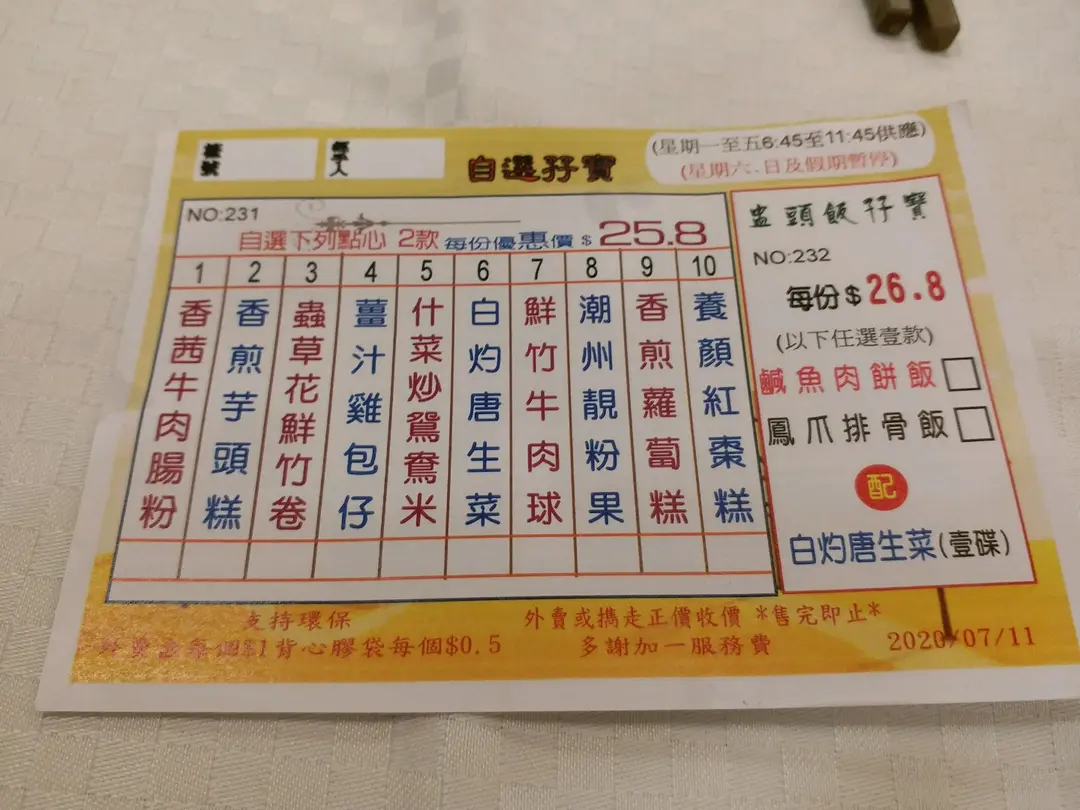 檯號
經手人
自選孖寶
(星期一至五6:45至11:45供應)
(星期六.日及假期暫停)
NO:231
自選下列點心 2款 每份優惠價 $ 25.8
1 2 3 4 5 6 7 8 9 10
香茜牛肉腸粉
香煎芋頭糕
蟲草花鮮竹卷
薑汁雞包仔
什菜炒鴛鴦米
白灼唐生菜
鮮竹牛肉球
潮州靚粉果
香煎蘿蔔糕
養顏紅棗糕
盅頭飯孖寶
NO:232
每份$26.8
(以下任選壹款)
鹹魚肉餅飯
鳳爪排骨飯
配
白灼唐生菜(壹碟)
支持環保
外賣盒每個$1背心膠袋每個$0.5
外賣或攜走正價收價 *售完即止*
多謝加一服務費
2020/07/11